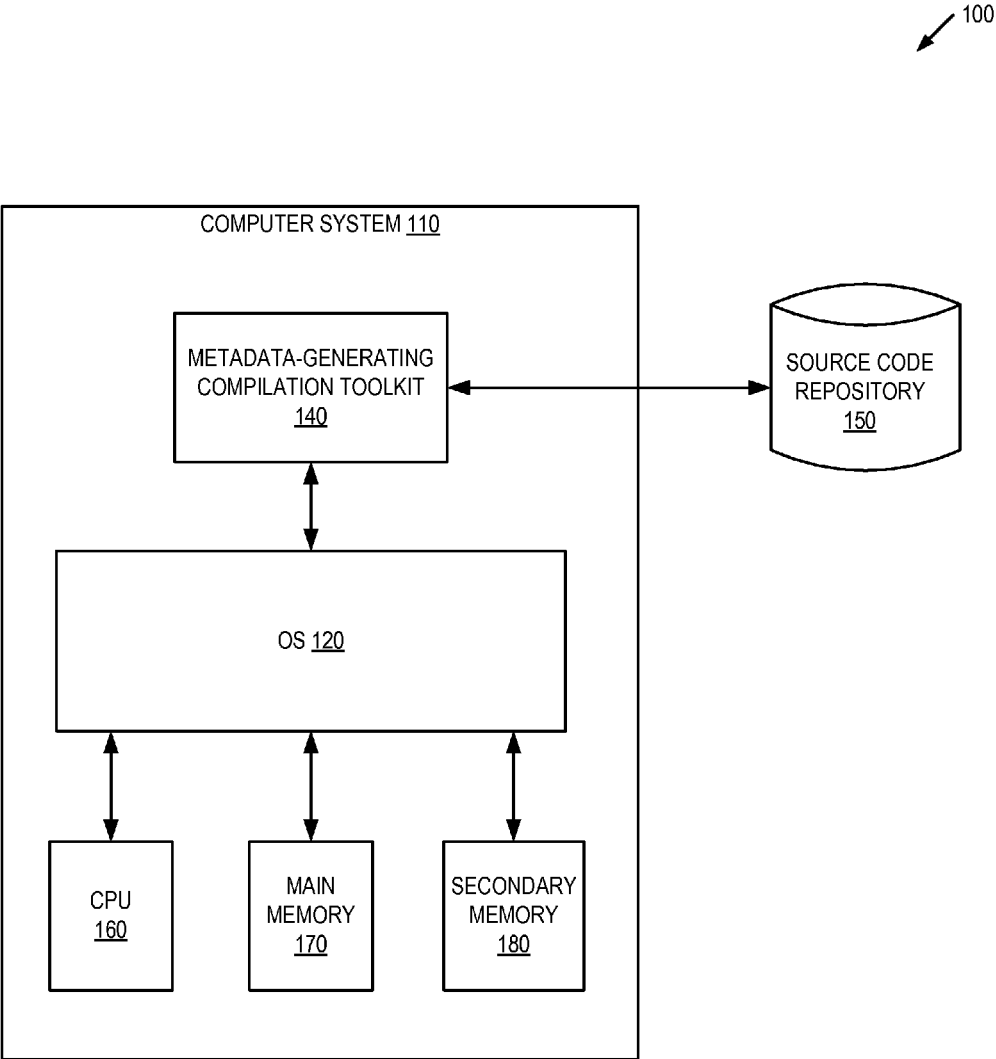 100
COMPUTER SYSTEM 110
METADATA-GENERATING
COMPILATION TOOLKIT
140
SOURCE CODE
REPOSITORY
150
OS 120
CPU
160
MAIN
MEMORY
170
SECONDARY
MEMORY
180